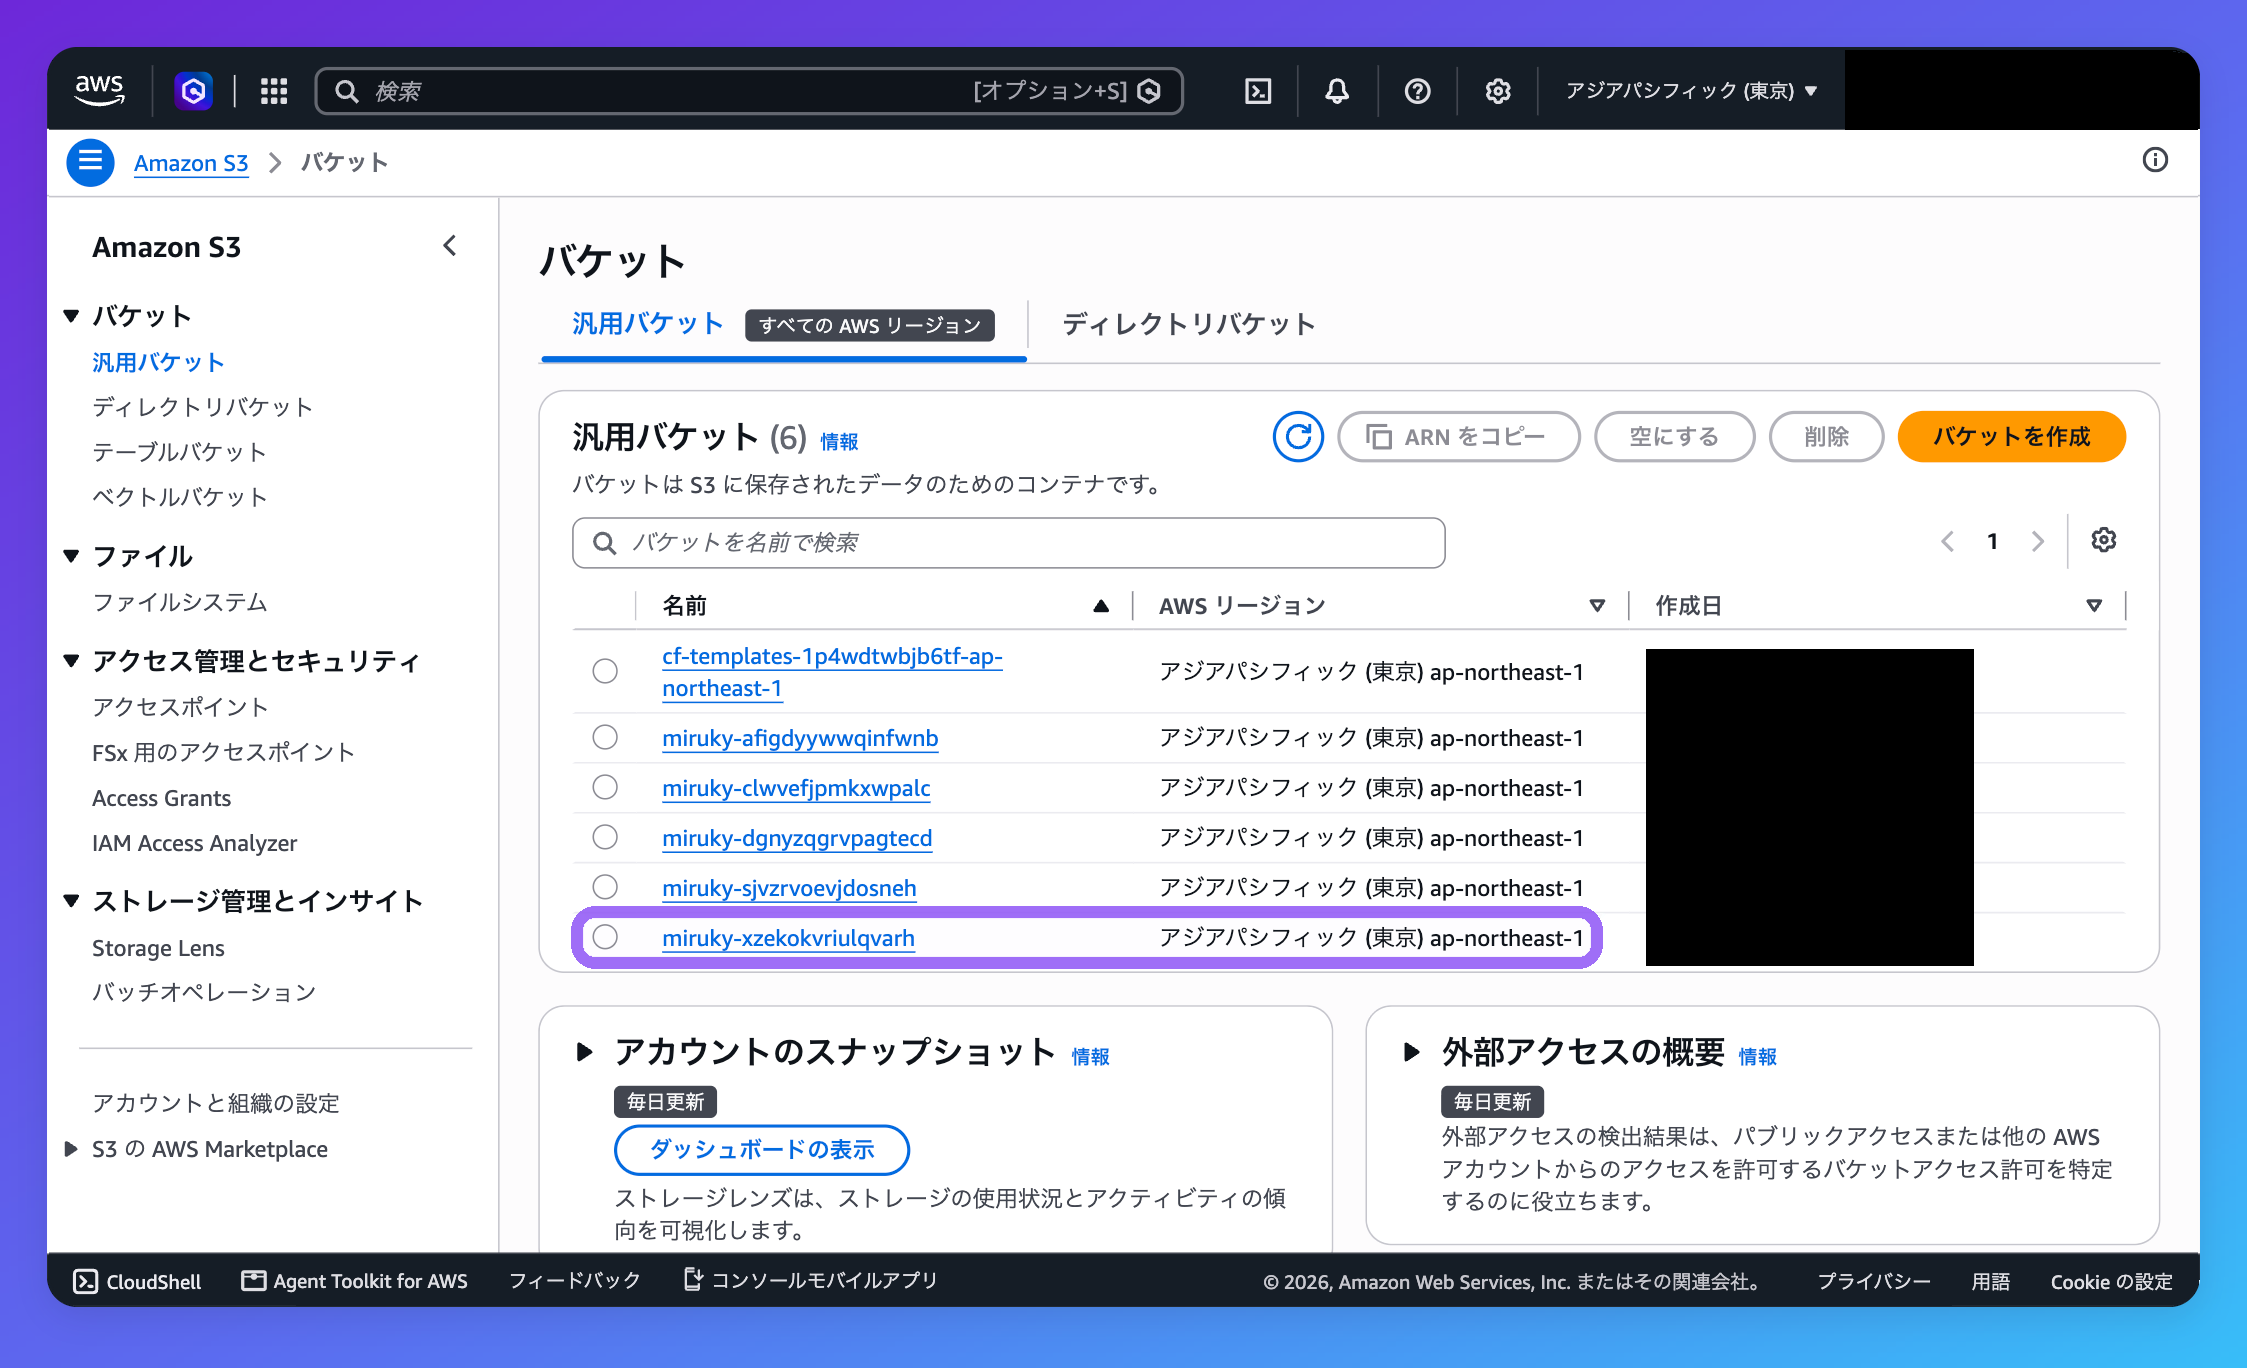 aws
検索
[オプション+S]
アジアパシフィック (東京) ▼
Amazon S3
バケット
Amazon S3
バケット
汎用バケット
ディレクトリバケット
テーブルバケット
ベクトルバケット
ファイル
ファイルシステム
アクセス管理とセキュリティ
アクセスポイント
FSx 用のアクセスポイント
Access Grants
IAM Access Analyzer
ストレージ管理とインサイト
Storage Lens
バッチオペレーション
アカウントと組織の設定
S3 の AWS Marketplace
バケット
汎用バケット
すべての AWS リージョン
ディレクトリバケット
汎用バケット (6) 情報
ARN をコピー
空にする
削除
バケットを作成
バケットは S3 に保存されたデータのためのコンテナです。
バケットを名前で検索
1
名前
AWS リージョン
作成日
cf-templates-1p4wdtwbjb6tf-ap-
northeast-1
アジアパシフィック (東京) ap-northeast-1
miruky-afigdyywwqinfwnb
アジアパシフィック (東京) ap-northeast-1
miruky-clwvefjpmkxwpalc
アジアパシフィック (東京) ap-northeast-1
miruky-dgnyzqgrvpagtecd
アジアパシフィック (東京) ap-northeast-1
miruky-sjvzrvoevjdosneh
アジアパシフィック (東京) ap-northeast-1
miruky-xzekokvriulqvarh
アジアパシフィック (東京) ap-northeast-1
アカウントのスナップショット 情報
毎日更新
ダッシュボードの表示
ストレージレンズは、ストレージの使用状況とアクティビティの傾
向を可視化します。
外部アクセスの概要 情報
毎日更新
外部アクセスの検出結果は、パブリックアクセスまたは他の AWS
アカウントからのアクセスを許可するバケットアクセス許可を特定
するのに役立ちます。
CloudShell
Agent Toolkit for AWS
フィードバック
コンソールモバイルアプリ
© 2026, Amazon Web Services, Inc. またはその関連会社。
プライバシー
用語
Cookie の設定